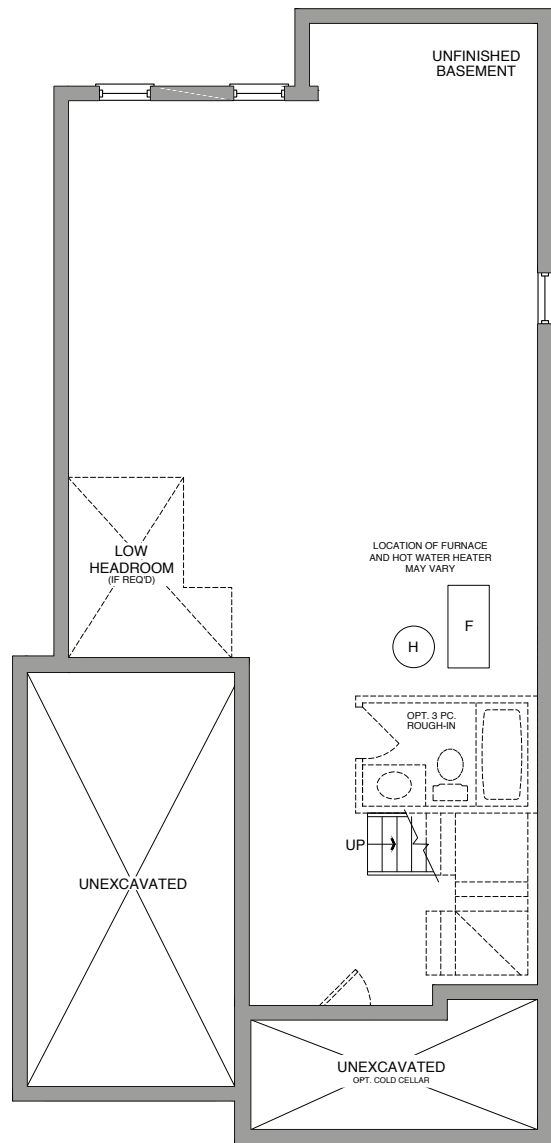 UNFINISHED
BASEMENT
LOW
HEADROOM
(IF REQ'D)
LOCATION OF FURNACE
AND HOT WATER HEATER
MAY VARY
F
H
OPT. 3 PC.
ROUGH-IN
UP
UNEXCAVATED
UNEXCAVATED
OPT. COLD CELLAR